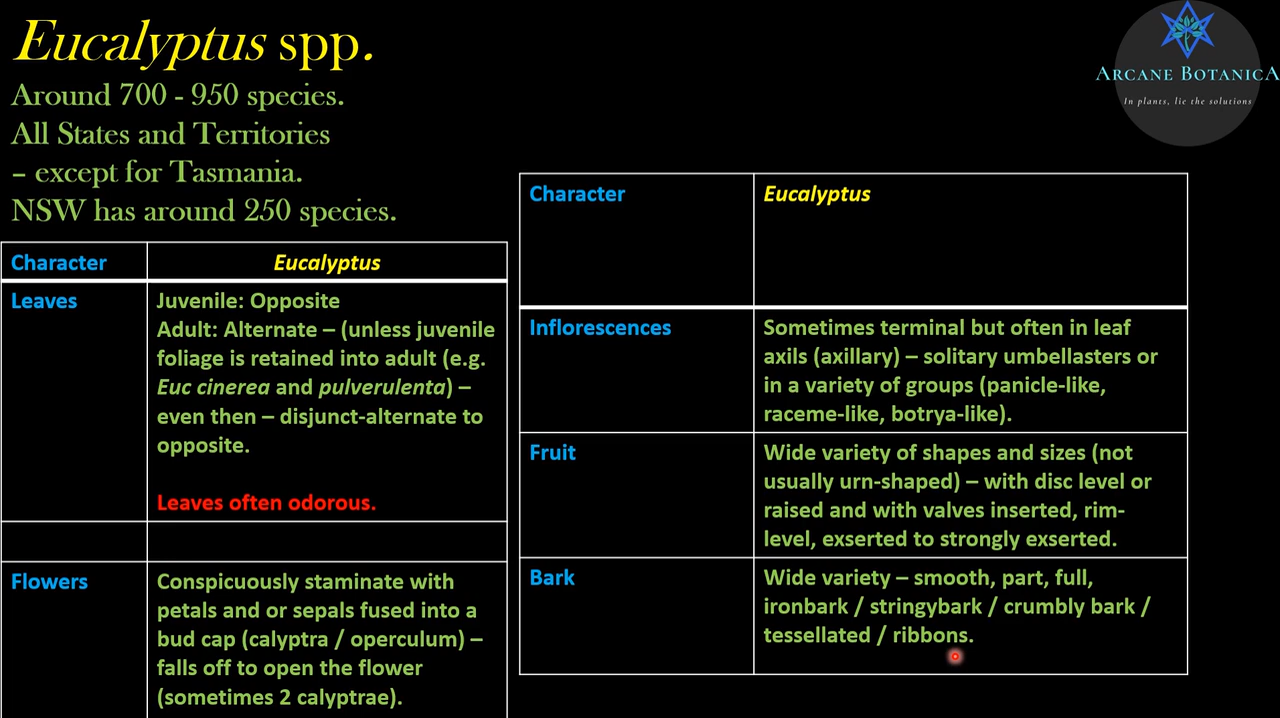 Eucalyptus spp.
Around 700 - 950 species.
All States and Territories
– except for Tasmania.
NSW has around 250 species.
ARCANE BOTANICA
In plants, lie the solutions
Character
Eucalyptus
Leaves
Juvenile: Opposite
Adult: Alternate – (unless juvenile
foliage is retained into adult (e.g.
Euc cinerea and pulverulenta) –
even then – disjunct-alternate to
opposite.
Leaves often odorous.
Flowers
Conspicuously staminate with
petals and or sepals fused into a
bud cap (calyptra / operculum) –
falls off to open the flower
(sometimes 2 calyptrae).
Character
Eucalyptus
Inflorescences
Sometimes terminal but often in leaf
axils (axillary) – solitary umbellasters or
in a variety of groups (panicle-like,
raceme-like, botrya-like).
Fruit
Wide variety of shapes and sizes (not
usually urn-shaped) – with disc level or
raised and with valves inserted, rim-
level, exserted to strongly exserted.
Bark
Wide variety – smooth, part, full,
ironbark / stringybark / crumbly bark /
tessellated / ribbons.